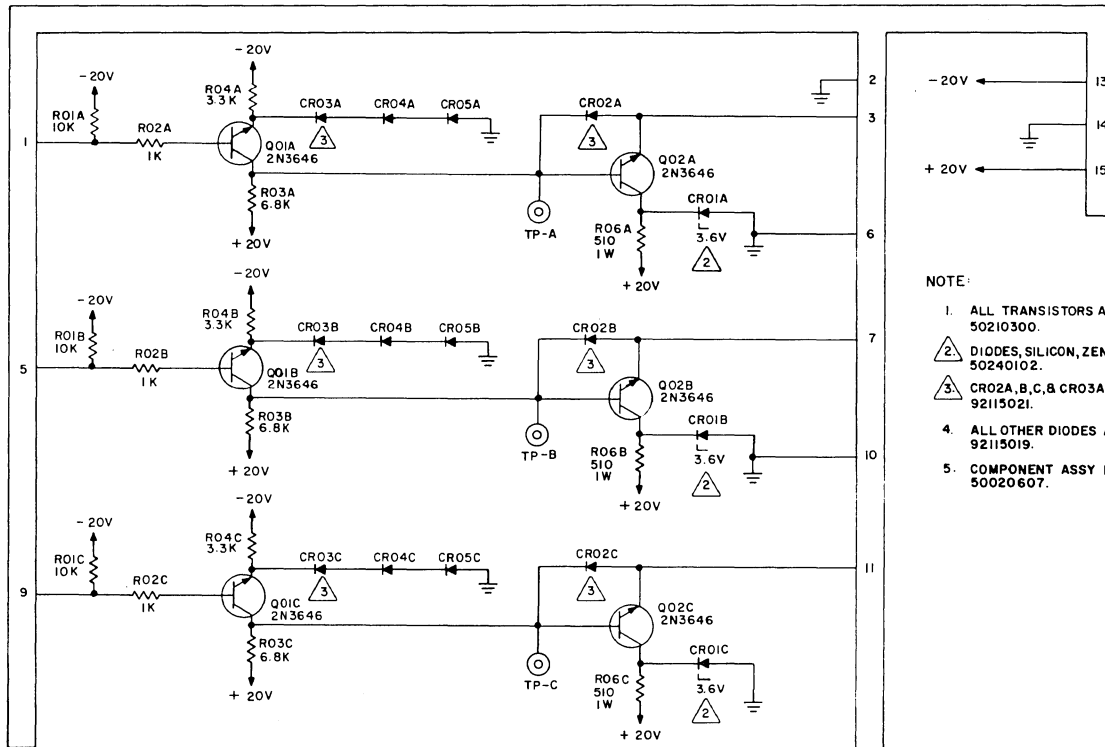 -20V
R04A
3.3K
-20V
R01A
10K
R02A
1K
1
Q01A
2N3646
CR03A
3
CR04A
CR05A
R03A
6.8K
+20V
CR02A
3
Q02A
2N3646
TP-A
CR01A
3.6V
2
R06A
510
1W
+20V
2
3
6
-20V
R04B
3.3K
-20V
R01B
10K
R02B
1K
5
Q01B
2N3646
CR03B
3
CR04B
CR05B
R03B
6.8K
+20V
CR02B
3
Q02B
2N3646
TP-B
CR01B
3.6V
2
R06B
510
1W
+20V
7
10
-20V
R04C
3.3K
-20V
R01C
10K
R02C
1K
9
Q01C
2N3646
CR03C
3
CR04C
CR05C
R03C
6.8K
+20V
CR02C
3
Q02C
2N3646
TP-C
CR01C
3.6V
2
R06C
510
1W
+20V
11
-20V
13
14
+20V
15
NOTE:
1. ALL TRANSISTORS A
50210300.
2. DIODES, SILICON, ZEN
50240102.
3. CR02A,B,C,& CR03A
92115021.
4. ALL OTHER DIODES
92115019.
5. COMPONENT ASSY
50020607.